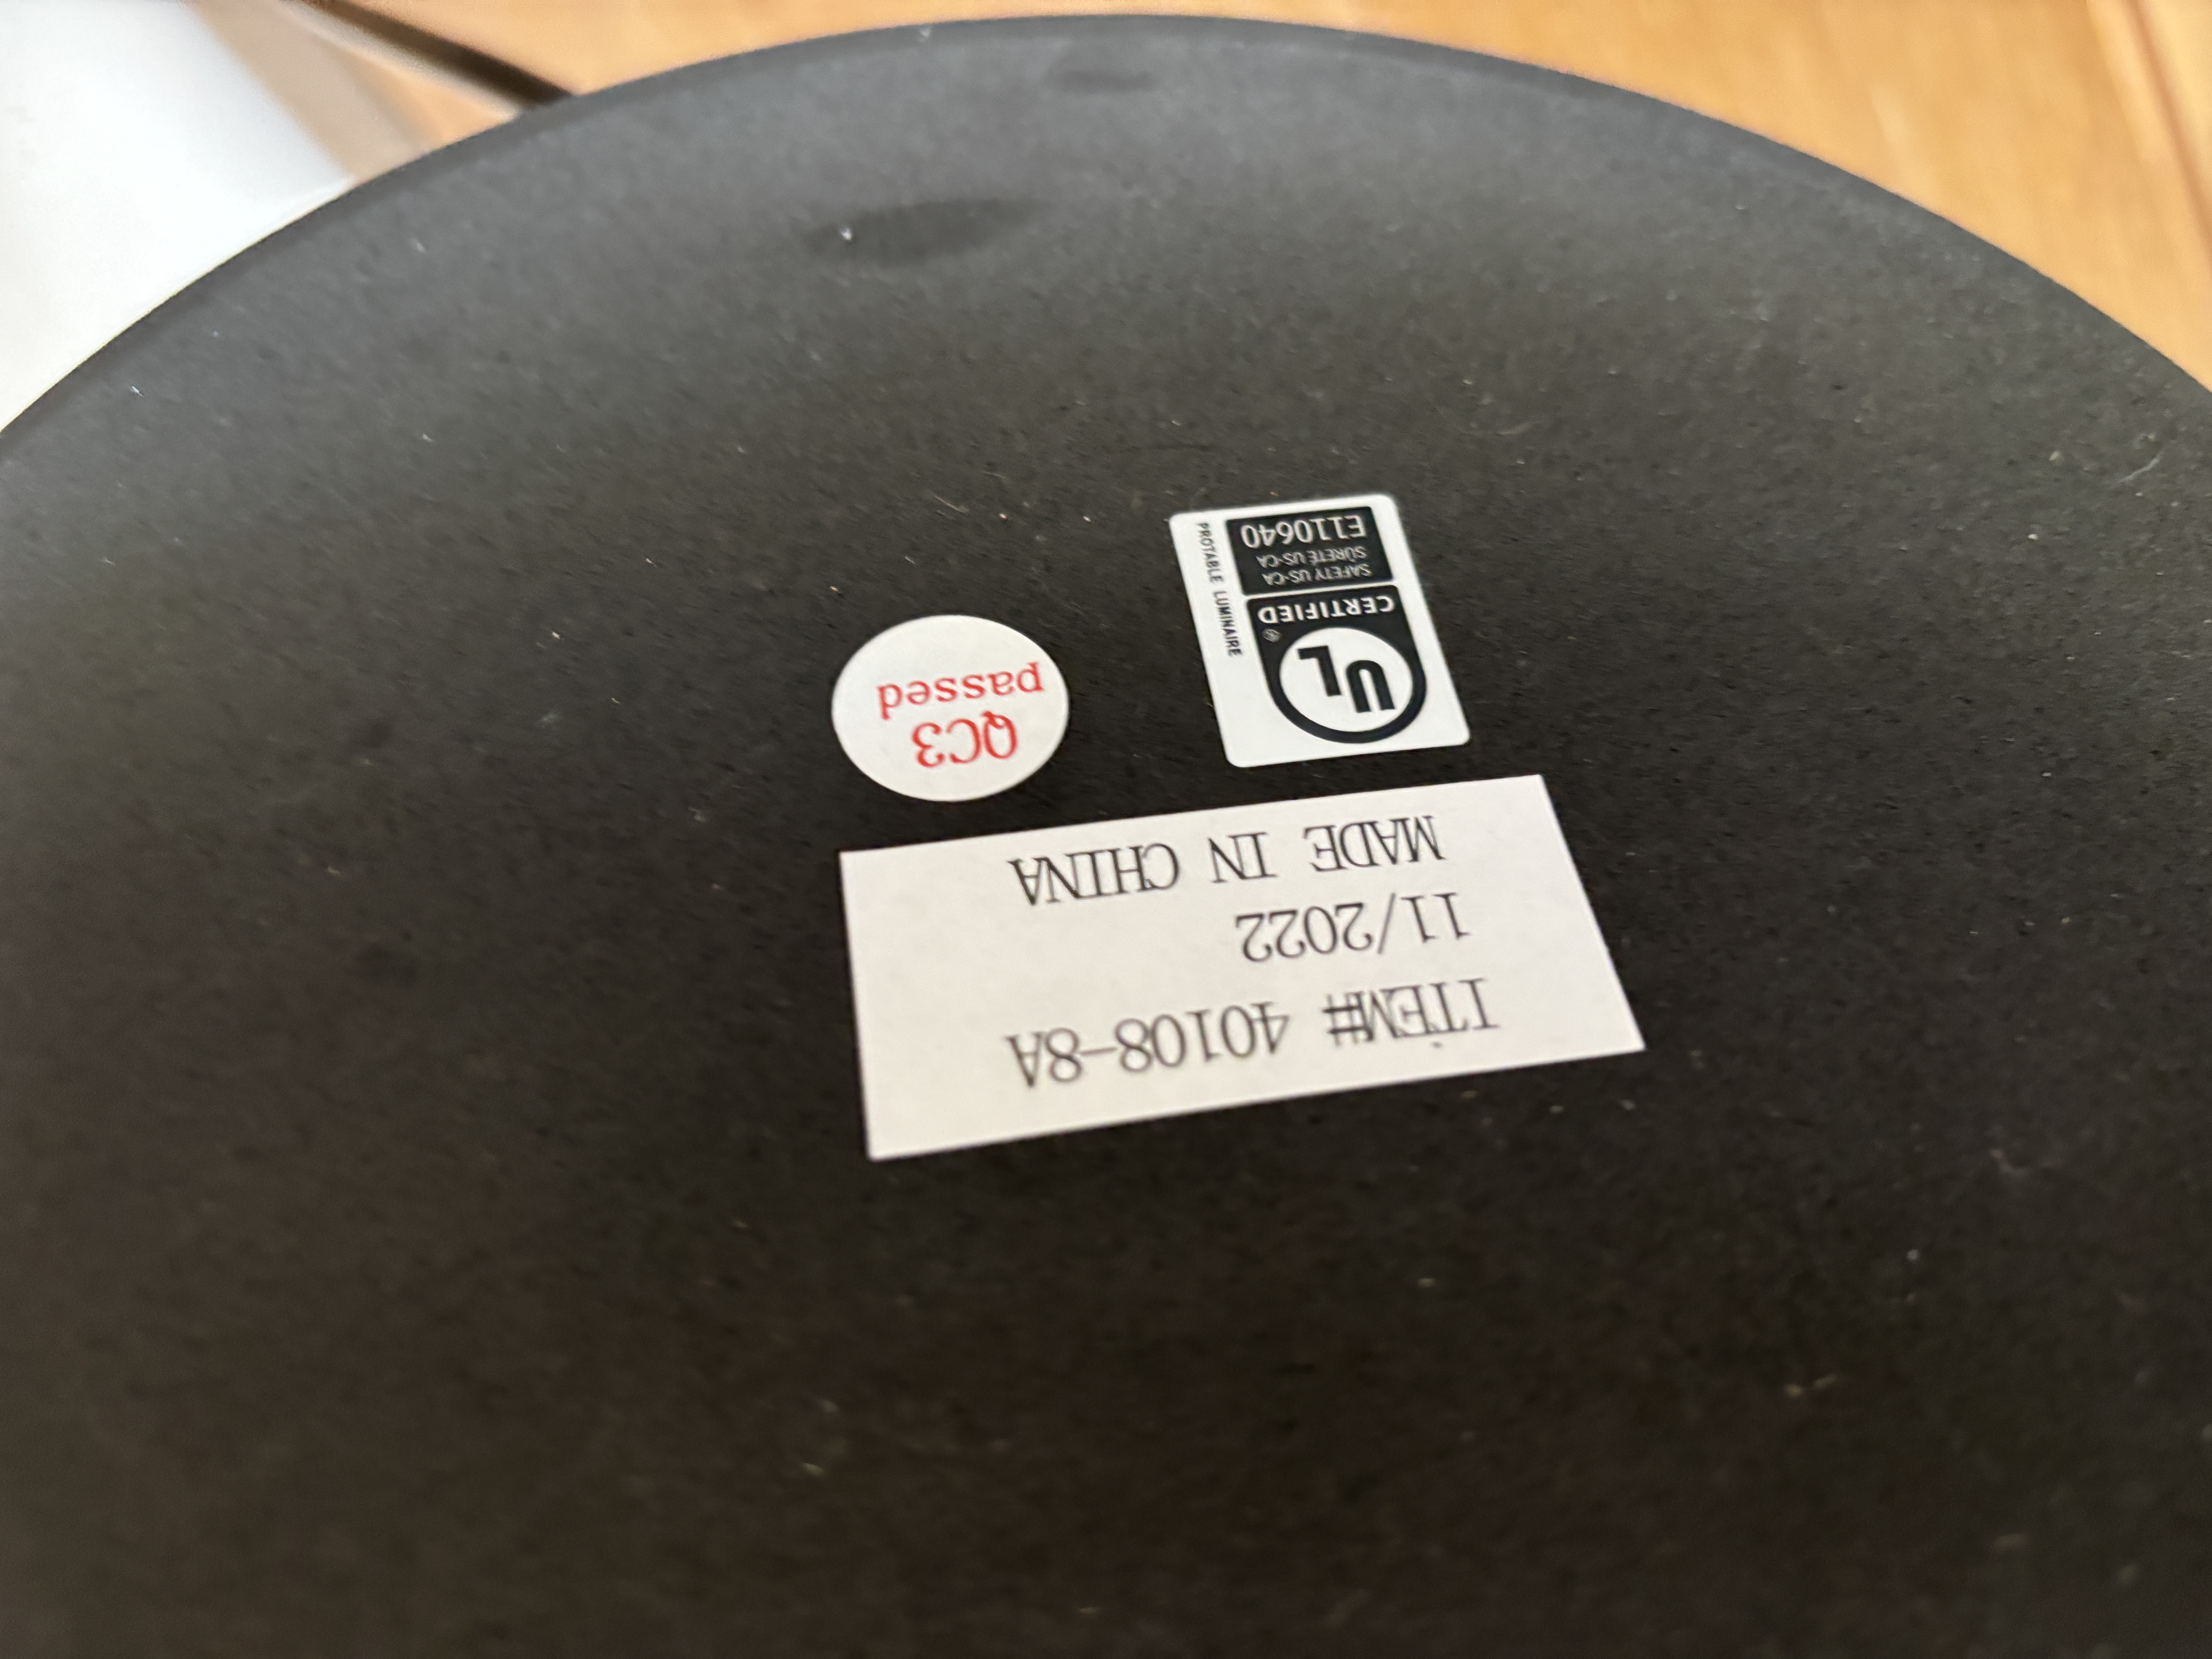 ITEM# 40108-8A
11/2022
MADE IN CHINA
QC3
passed
UL
®
CERTIFIED
SAFETY US-CA
SÛRETÉ US-CA
E110640
PROTABLE LUMINAIRE